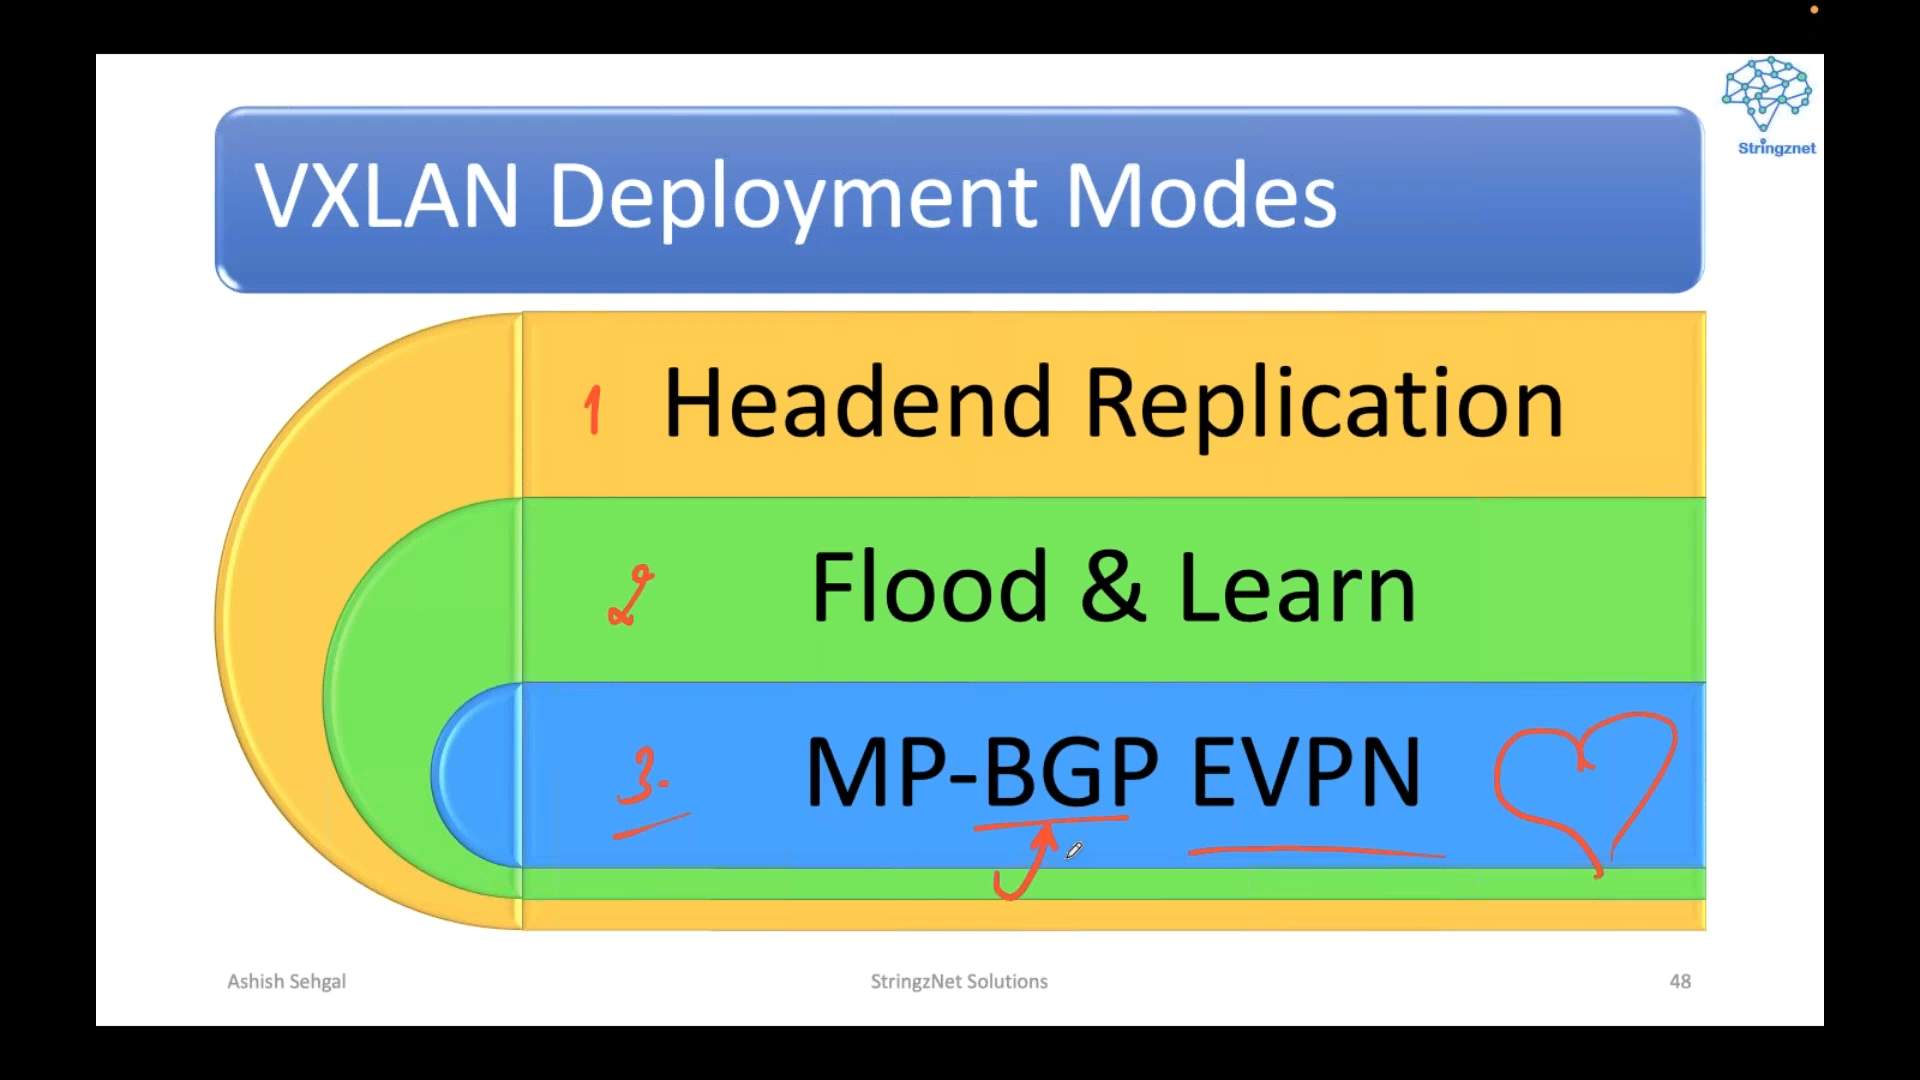 Stringznet
VXLAN Deployment Modes
1 Headend Replication
2 Flood & Learn
3. MP-BGP EVPN
Ashish Sehgal
StringzNet Solutions
48